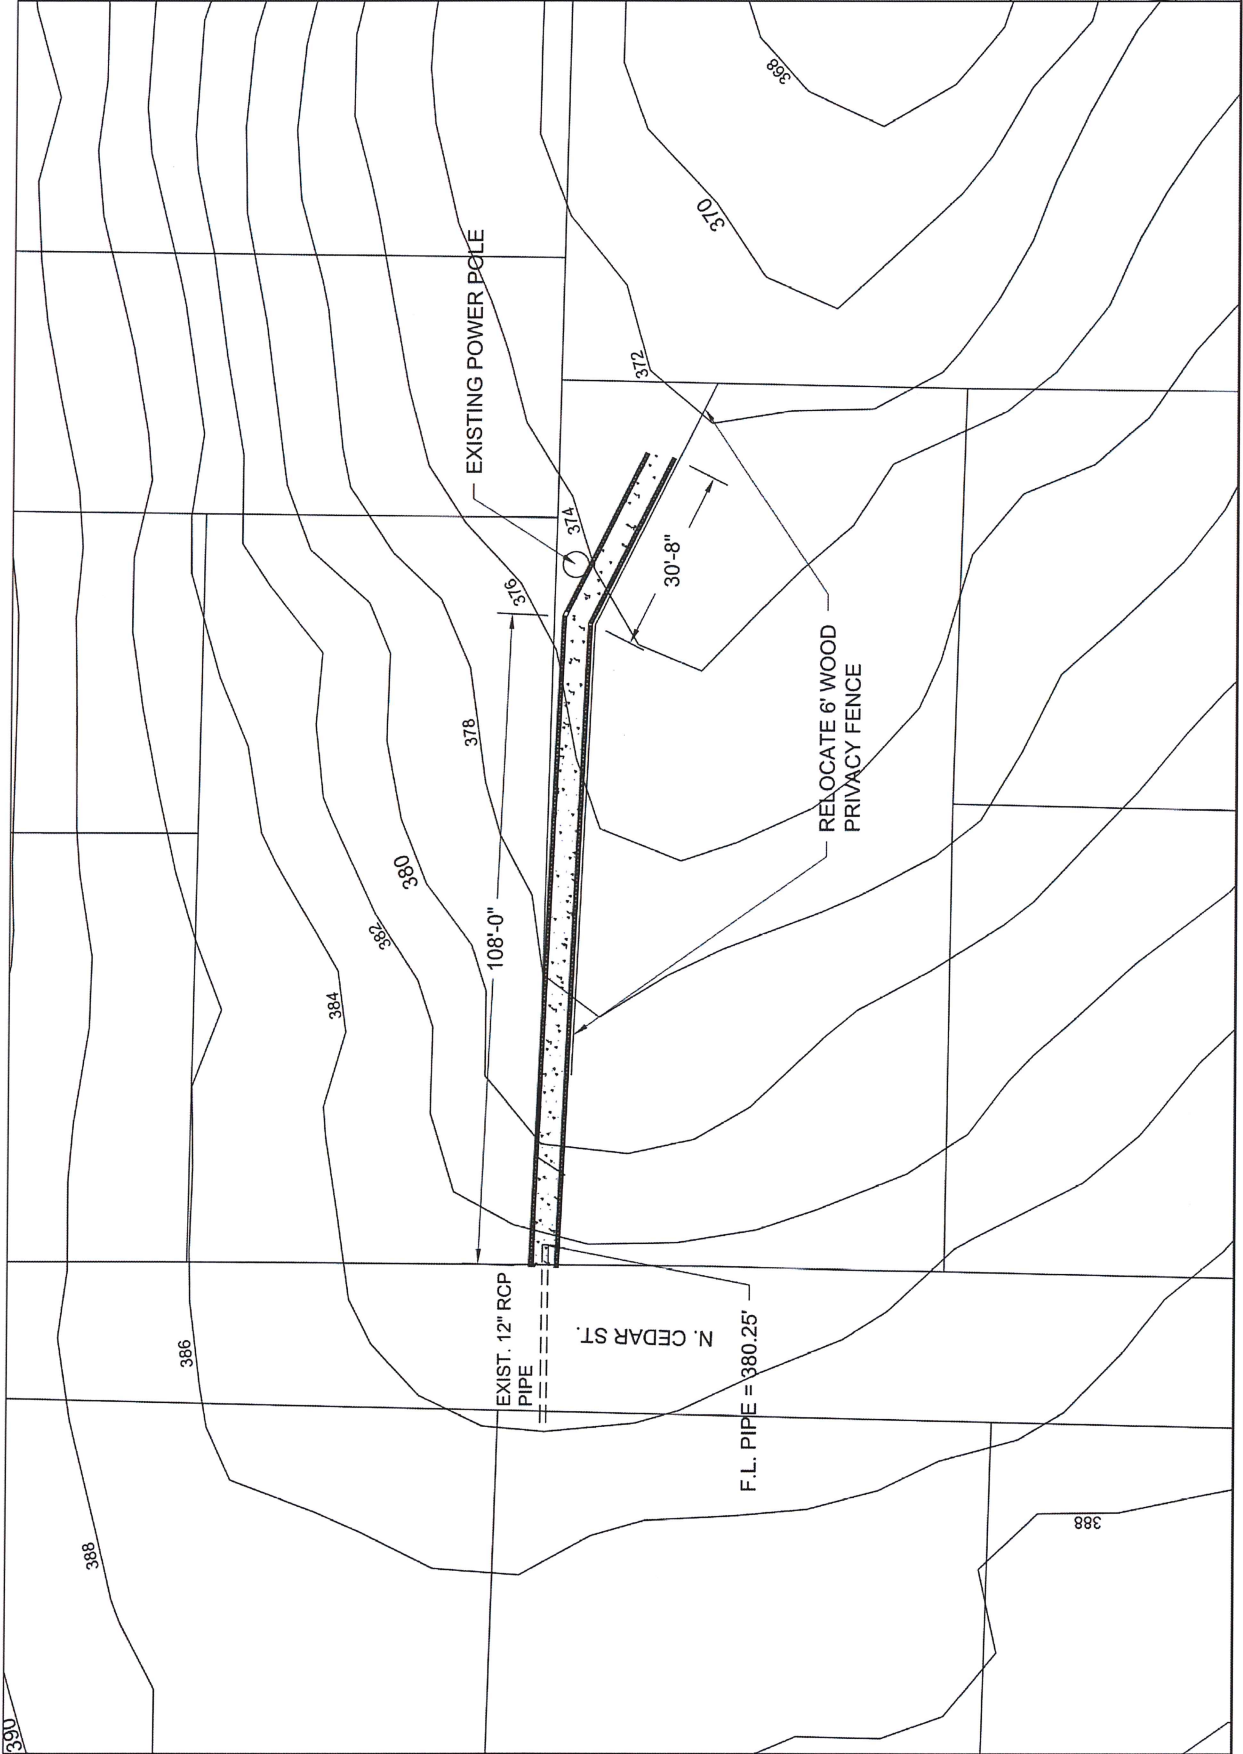 390
388
386
384
382
380
378
376
374
372
370
368
388
EXISTING POWER POLE
108'-0"
30'-8"
RELOCATE 6' WOOD
PRIVACY FENCE
EXIST. 12" RCP
PIPE
N. CEDAR ST.
F.L. PIPE = 380.25'